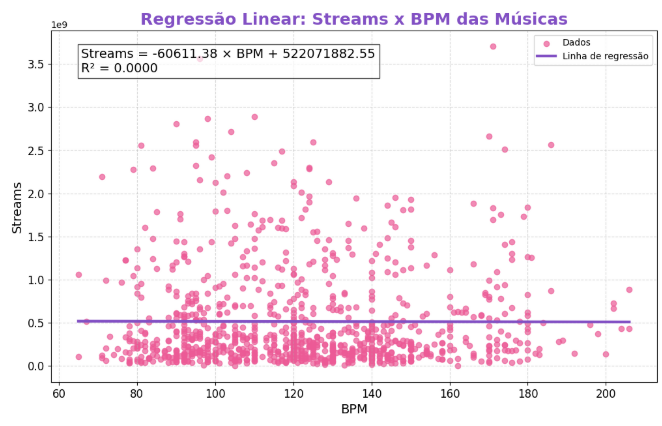 Regressão Linear: Streams x BPM das Músicas
1e9
Streams = -60611.38 × BPM + 522071882.55
R² = 0.0000
Dados
Linha de regressão
3.5
3.0
2.5
2.0
1.5
1.0
0.5
0.0
Streams
60 80 100 120 140 160 180 200
BPM